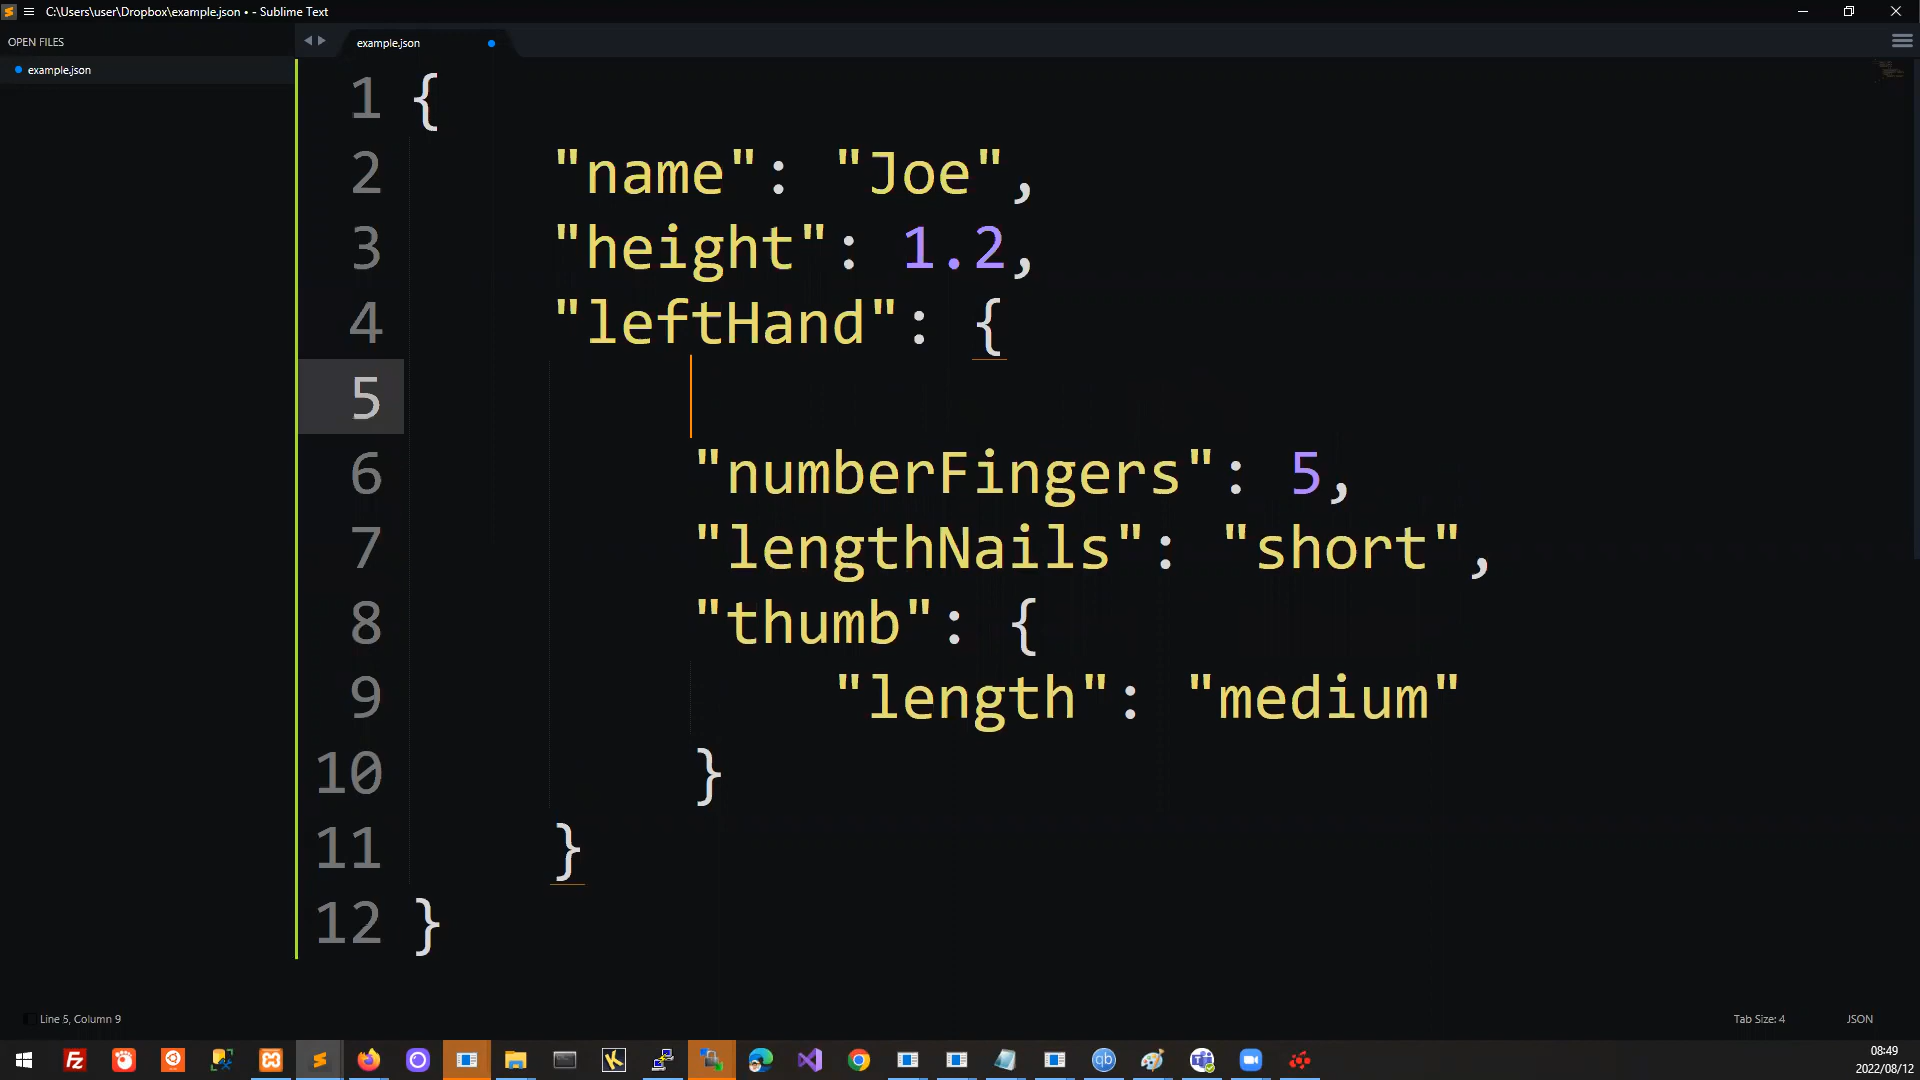 C:\Users\user\Dropbox\example.json • - Sublime Text
OPEN FILES
example.json
example.json
1 {
2 "name": "Joe",
3 "height": 1.2,
4 "leftHand": {
5
6 "numberFingers": 5,
7 "lengthNails": "short",
8 "thumb": {
9 "length": "medium"
10 }
11 }
12 }
Line 5, Column 9
Tab Size: 4
JSON
Fz
K
qb
08:49
2022/08/12